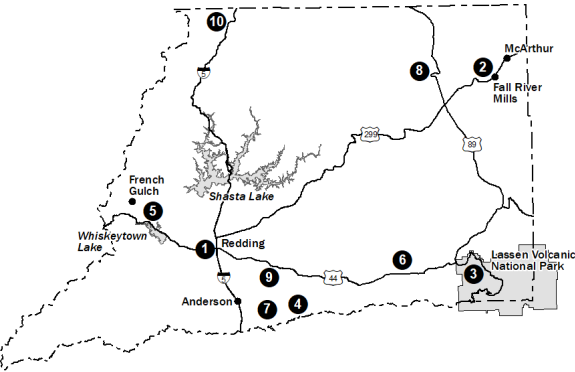 10
McArthur
2
5
8
Fall River
Mills
299
89
French
Gulch
Shasta Lake
5
Whiskeytown
Lake
1
Redding
6
Lassen Volcanic
National Park
9
44
3
Anderson
7
4